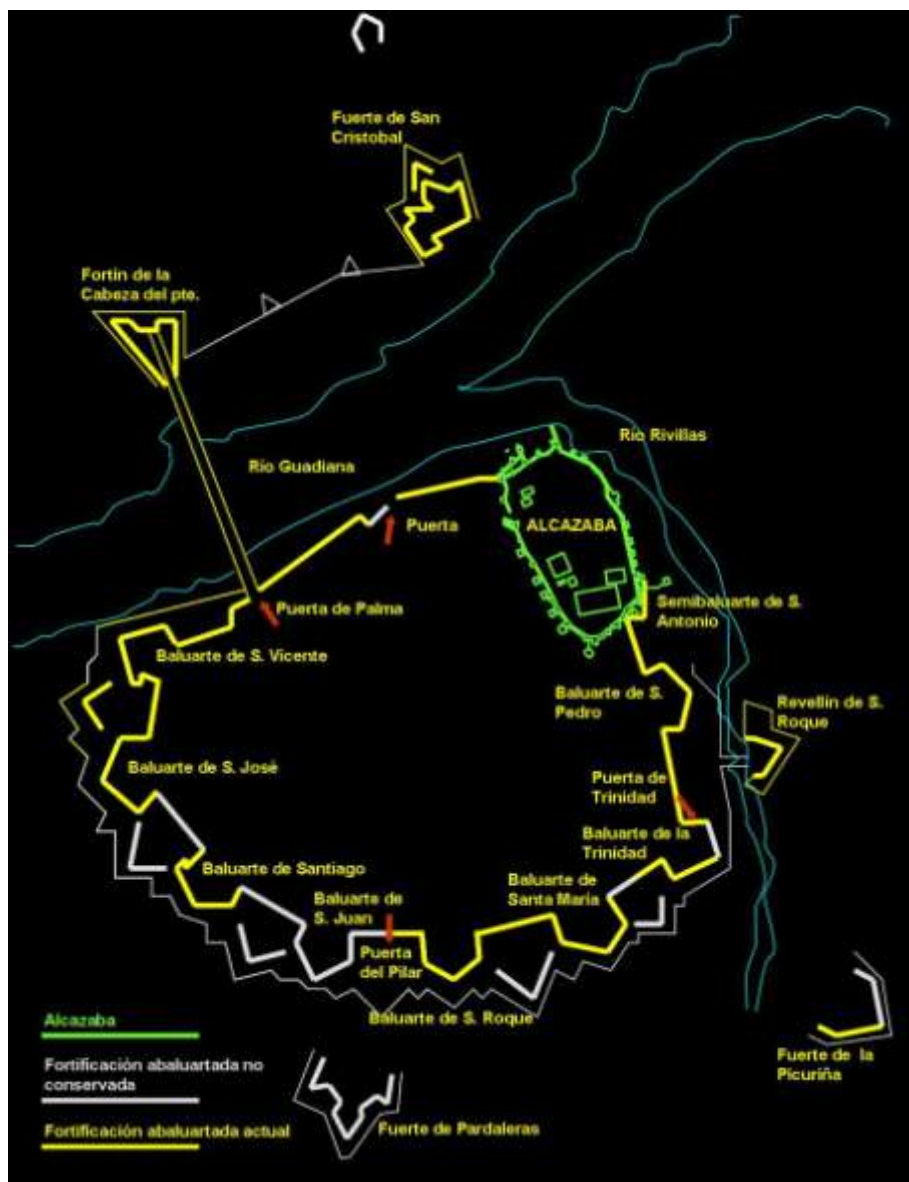 Fuerte de San
Cristobal
Fortín de la
Cabeza del pte.
Río Rivillas
Río Guadiana
Puerta
ALCAZABA
Puerta de Palma
Semibaluarte de S.
Antonio
Baluarte de S. Vicente
Baluarte de S.
Pedro
Revellín de S.
Roque
Baluarte de S. José
Puerta de
Trinidad
Baluarte de la
Trinidad
Baluarte de Santiago
Baluarte de
Santa María
Baluarte de
S. Juan
Puerta
del Pilar
Baluarte de S. Roque
Alcazaba
Fortificación abaluartada no
conservada
Fortificación abaluartada actual
Fuerte de Pardaleras
Fuerte de la
Picuriña